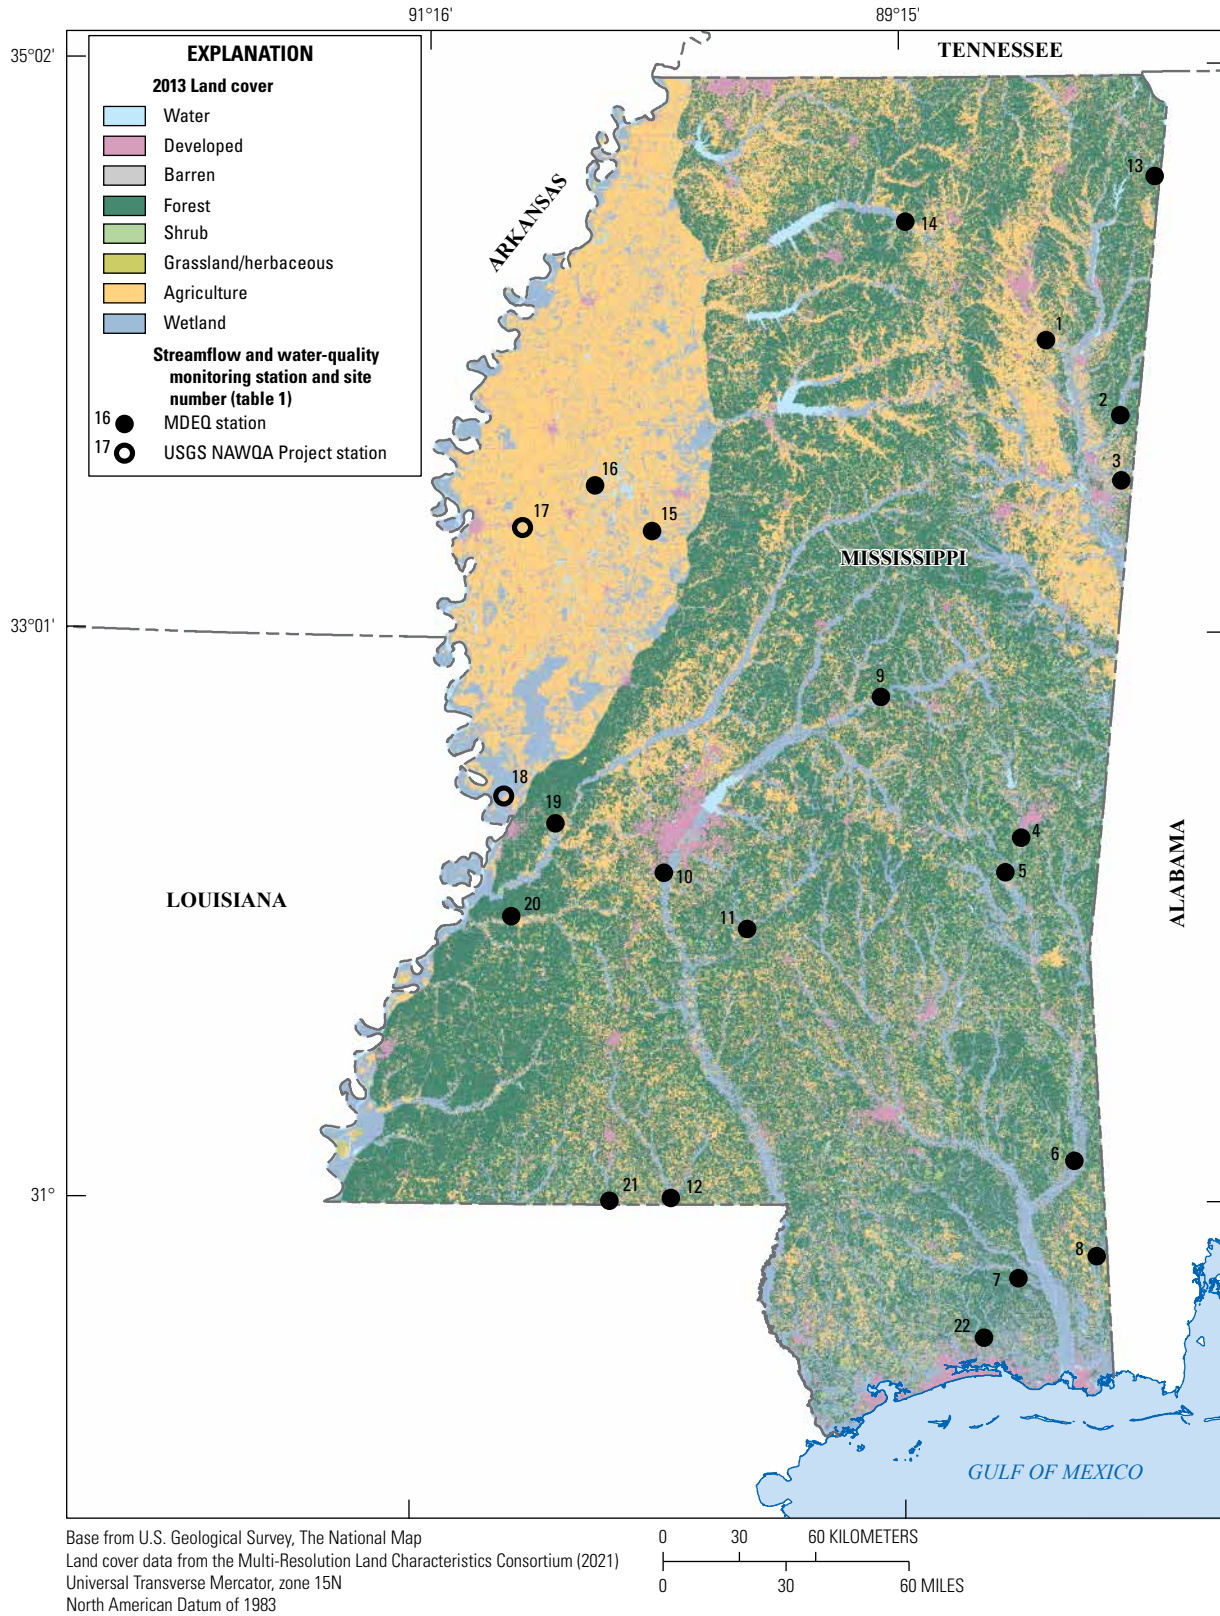 91°16'
89°15'
35°02'
33°01'
31°
EXPLANATION
2013 Land cover
Water
Developed
Barren
Forest
Shrub
Grassland/herbaceous
Agriculture
Wetland
Streamflow and water-quality
monitoring station and site
number (table 1)
16 MDEQ station
17 USGS NAWQA Project station
TENNESSEE
ARKANSAS
MISSISSIPPI
LOUISIANA
ALABAMA
GULF OF MEXICO
13
14
1
2
3
16
17
15
9
18
19
4
5
10
20
11
6
21
12
8
7
22
Base from U.S. Geological Survey, The National Map
Land cover data from the Multi-Resolution Land Characteristics Consortium (2021)
Universal Transverse Mercator, zone 15N
North American Datum of 1983
0 30 60 KILOMETERS
0 30 60 MILES